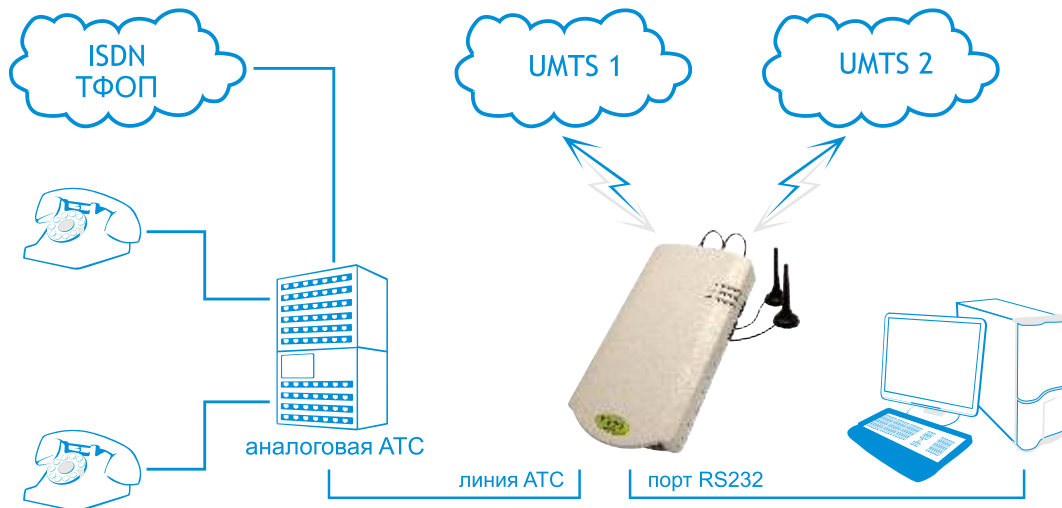 ISDN
ТФОП
UMTS 1
UMTS 2
аналоговая АТС
линия АТС
порт RS232